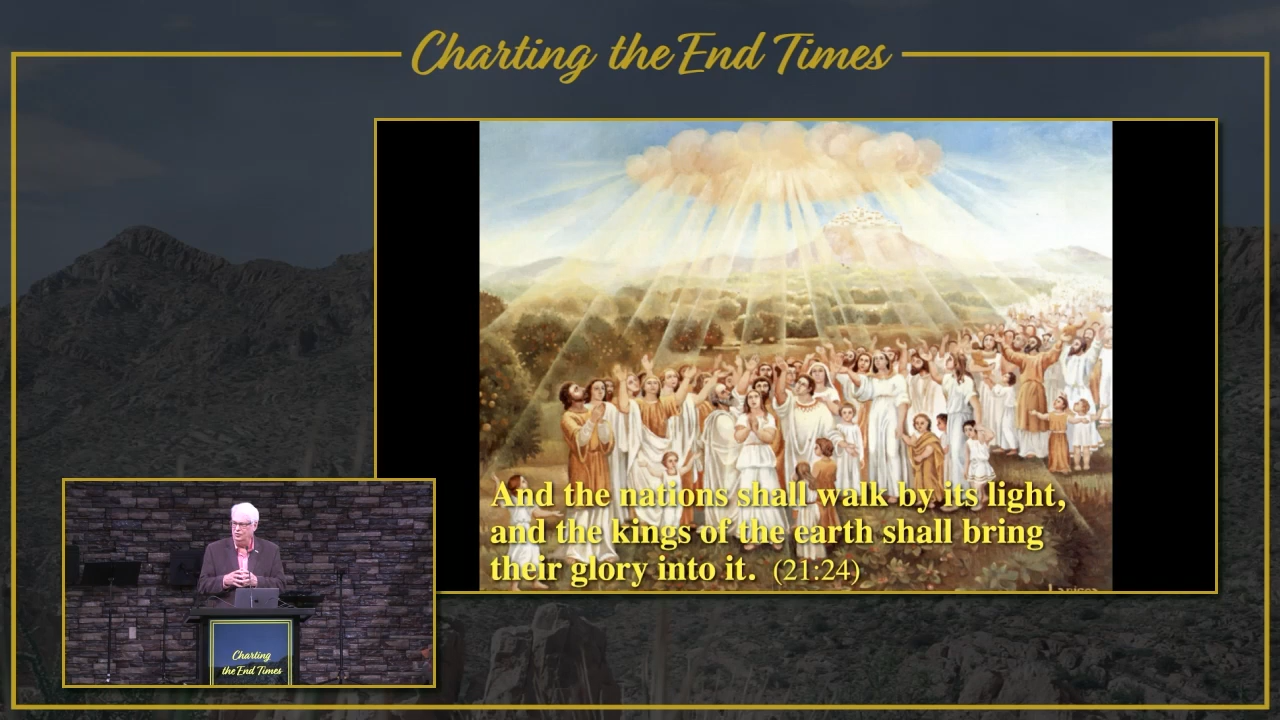 Charting the End Times
And the nations shall walk by its light,
and the kings of the earth shall bring
their glory into it. (21:24)
Charting
the End Times